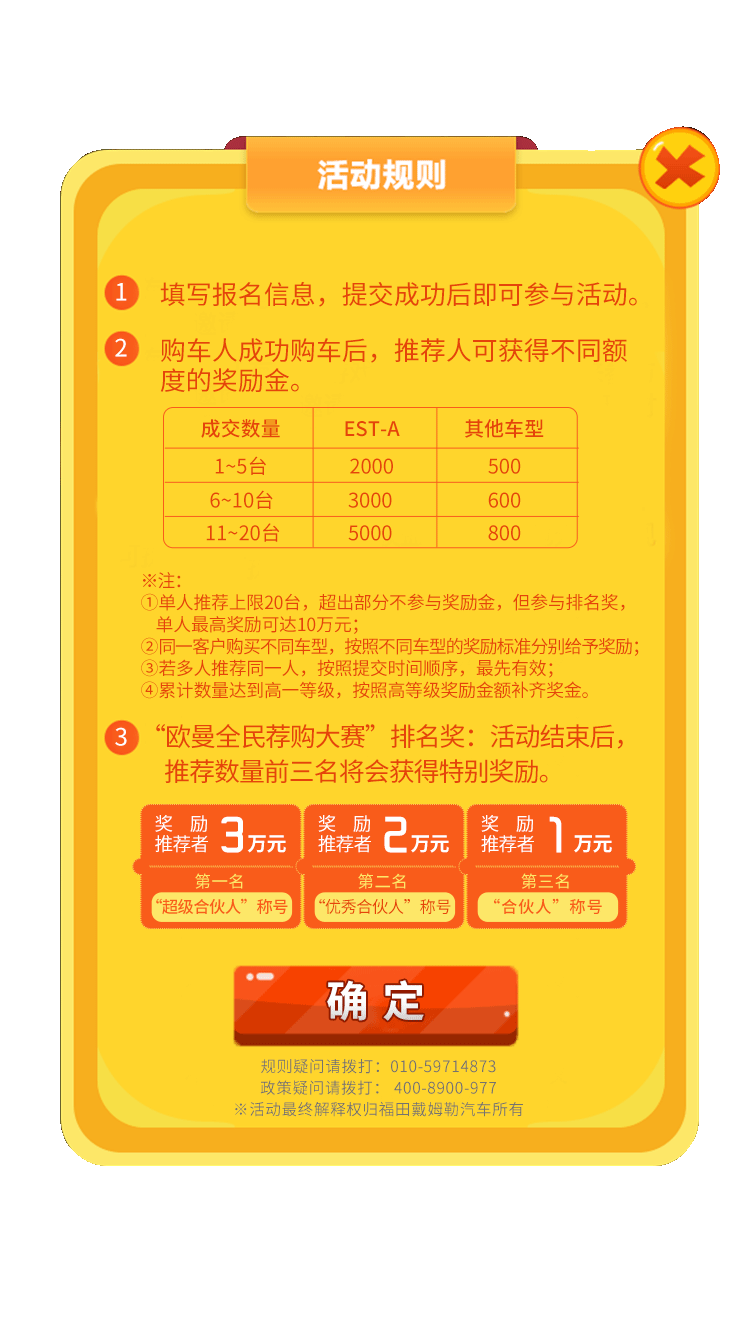 活动规则
1 填写报名信息，提交成功后即可参与活动。
2 购车人成功购车后，推荐人可获得不同额
度的奖励金。
成交数量 EST-A 其他车型
1~5台 2000 500
6~10台 3000 600
11~20台 5000 800
※注：
①单人推荐上限20台，超出部分不参与奖励金，但参与排名奖，
单人最高奖励可达10万元；
②同一客户购买不同车型，按照不同车型的奖励标准分别给予奖励；
③若多人推荐同一人，按照提交时间顺序，最先有效；
④累计数量达到高一等级，按照高等级奖励金额补齐奖金。
3 “欧曼全民荐购大赛”排名奖：活动结束后，
推荐数量前三名将会获得特别奖励。
奖励推荐者 3万元 奖励推荐者 2万元 奖励推荐者 1万元
第一名 第二名 第三名
“超级合伙人”称号 “优秀合伙人”称号 “合伙人”称号
确定
规则疑问请拨打：010-59714873
政策疑问请拨打： 400-8900-977
※活动最终解释权归福田戴姆勒汽车所有